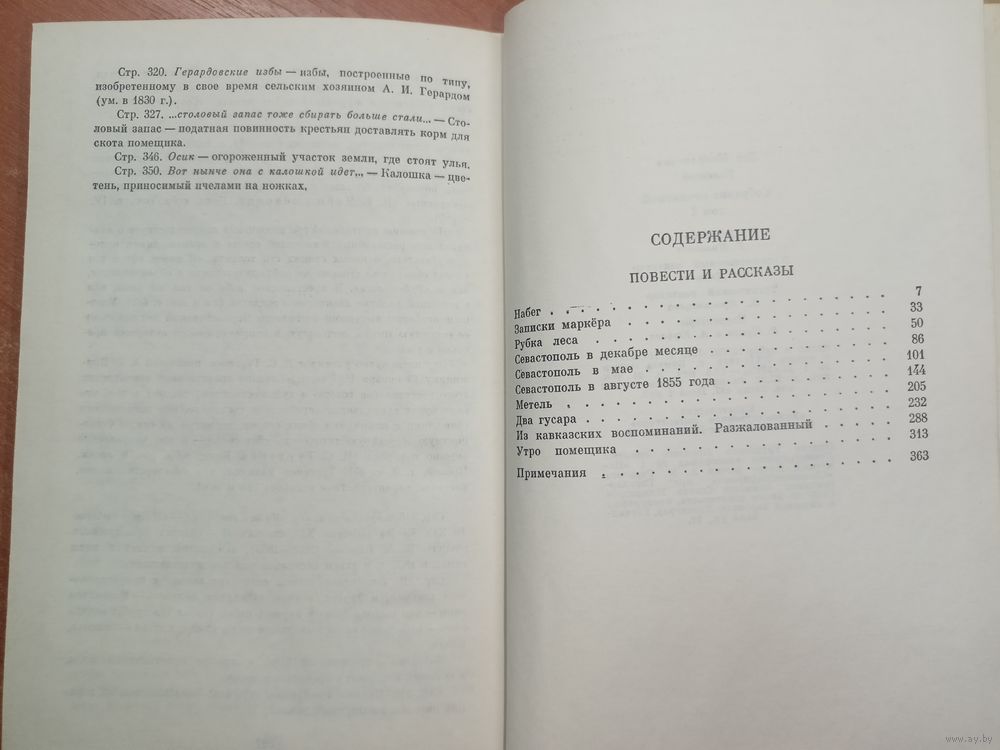 Стр. 320. Герардовские избы — избы, построенные по типу,
изобретенному в свое время сельским хозяином А. И. Герардом
(ум. в 1830 г.).
Стр. 327. ...столовый запас тоже сбирать больше стали... — Сто-
ловый запас — податная повинность крестьян доставлять корм для
скота помещика.
Стр. 346. Осик — огороженный участок земли, где стоят улья.
Стр. 350. Вот нынче она с калошкой идет... — Калошка — цве-
тень, приносимый пчелами на ножках.
СОДЕРЖАНИЕ
ПОВЕСТИ И РАССКАЗЫ
Набег . . . . . . . . . . . . . . . . . . 7
Записки маркёра . . . . . . . . . . . . . . 33
Рубка леса . . . . . . . . . . . . . . . . 50
Севастополь в декабре месяце . . . . . . . . . . 86
Севастополь в мае . . . . . . . . . . . . . 101
Севастополь в августе 1855 года . . . . . . . . . 144
Метель . . . . . . . . . . . . . . . . . 205
Два гусара . . . . . . . . . . . . . . . . 232
Из кавказских воспоминаний. Разжалованный . . . . 288
Утро помещика . . . . . . . . . . . . . . 313
Примечания . . . . . . . . . . . . . . . 363
www.ay.by